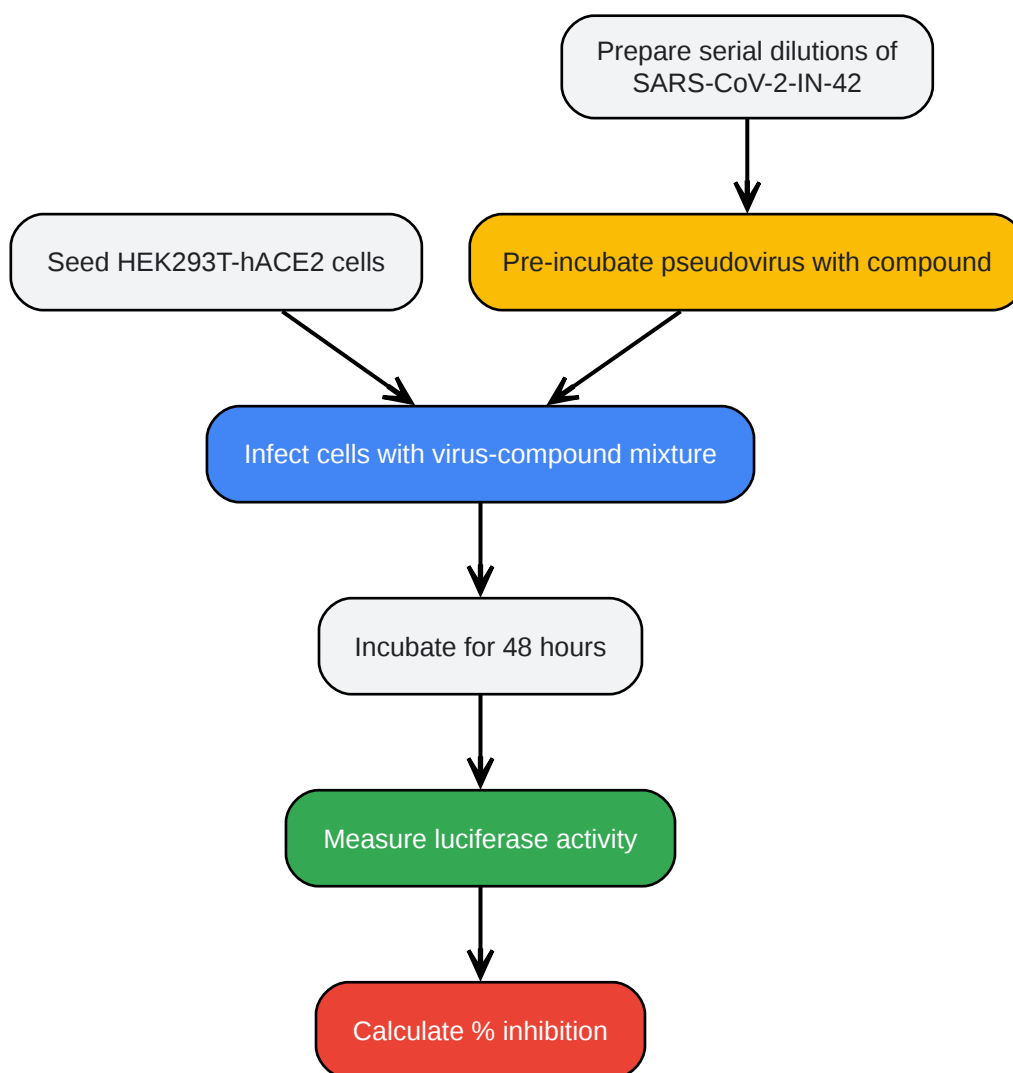 Prepare serial dilutions of
SARS-CoV-2-IN-42
Seed HEK293T-hACE2 cells
Pre-incubate pseudovirus with compound
Infect cells with virus-compound mixture
Incubate for 48 hours
Measure luciferase activity
Calculate % inhibition